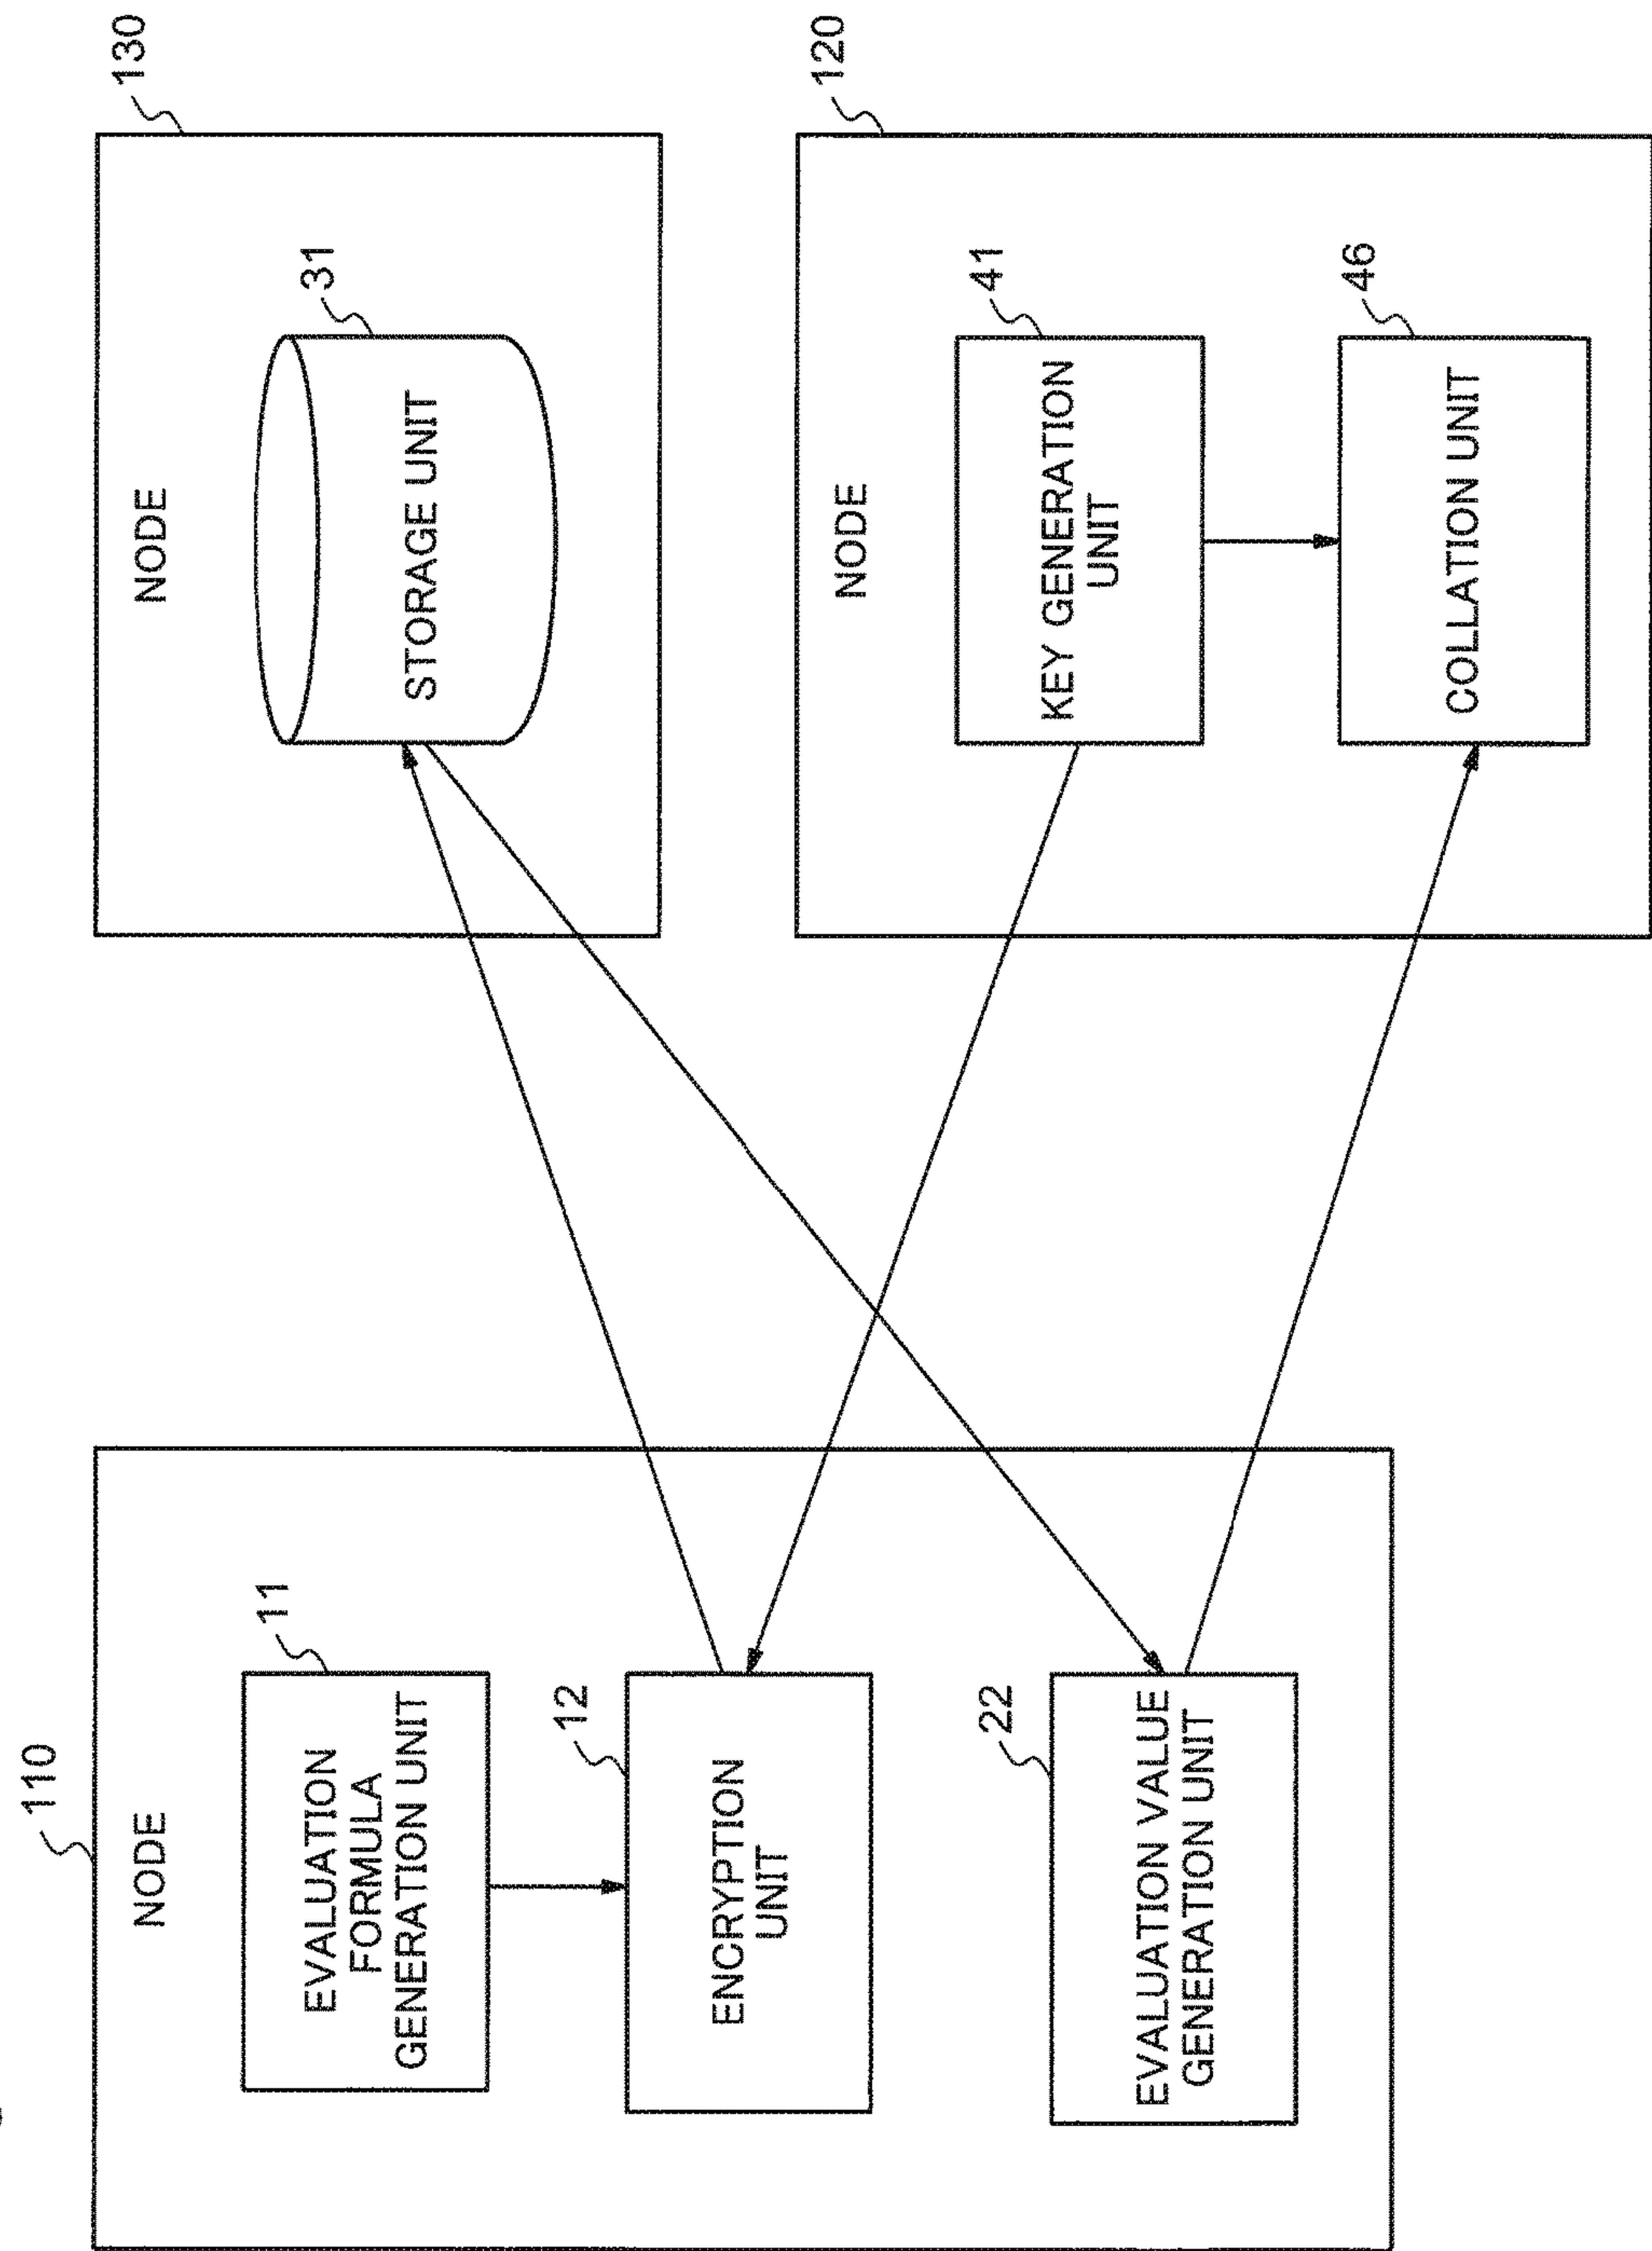 110
NODE
EVALUATION
FORMULA
GENERATION UNIT
11
ENCRYPTION
UNIT
12
EVALUATION VALUE
GENERATION UNIT
22
130
NODE
STORAGE UNIT
31
120
NODE
KEY GENERATION
UNIT
41
COLLATION UNIT
46